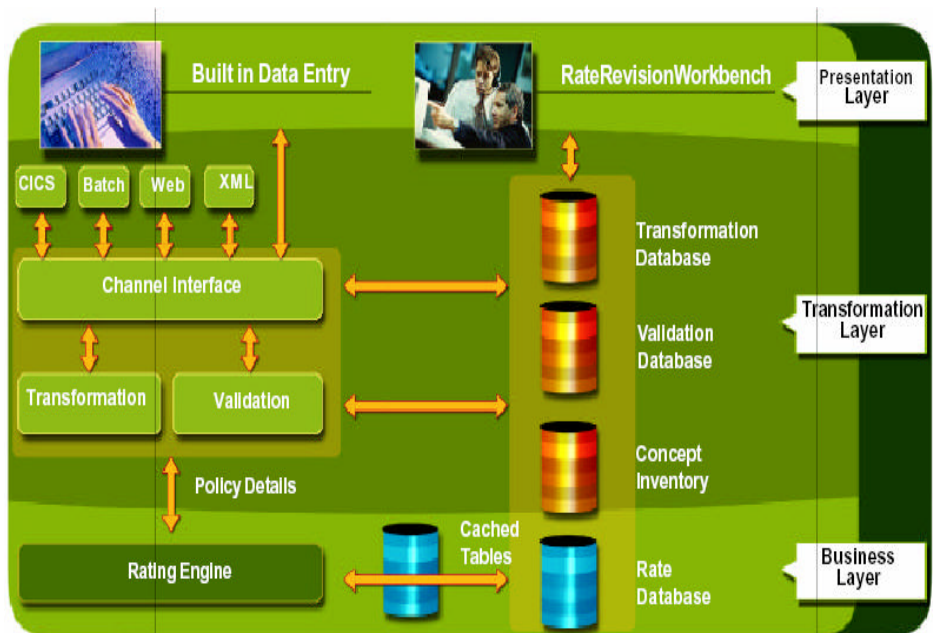 Built in Data Entry
RateRevisionWorkbench
Presentation
Layer
CICS
Batch
Web
XML
Transformation
Database
Channel Interface
Transformation
Layer
Validation
Database
Transformation
Validation
Concept
Inventory
Policy Details
Cached
Tables
Rating Engine
Rate
Database
Business
Layer